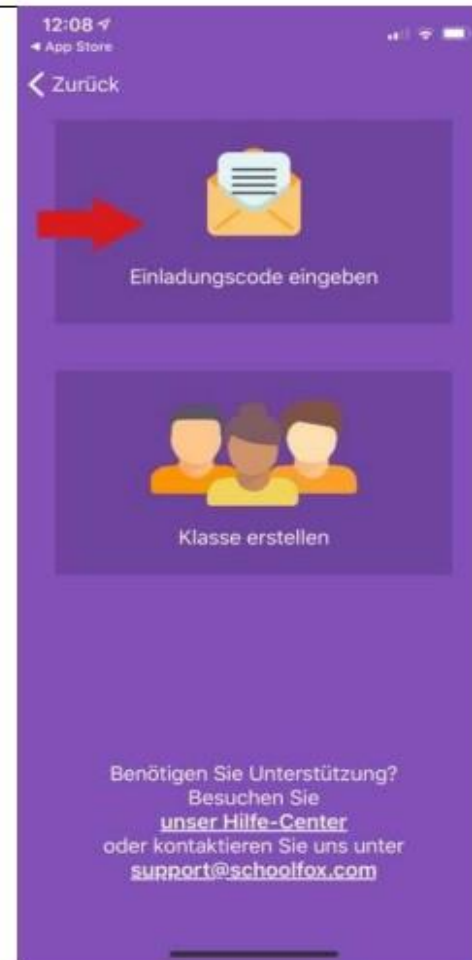 12:08
App Store
Zurück
Einladungscode eingeben
Klasse erstellen
Benötigen Sie Unterstützung?
Besuchen Sie
unser Hilfe-Center
oder kontaktieren Sie uns unter
support@schoolfox.com